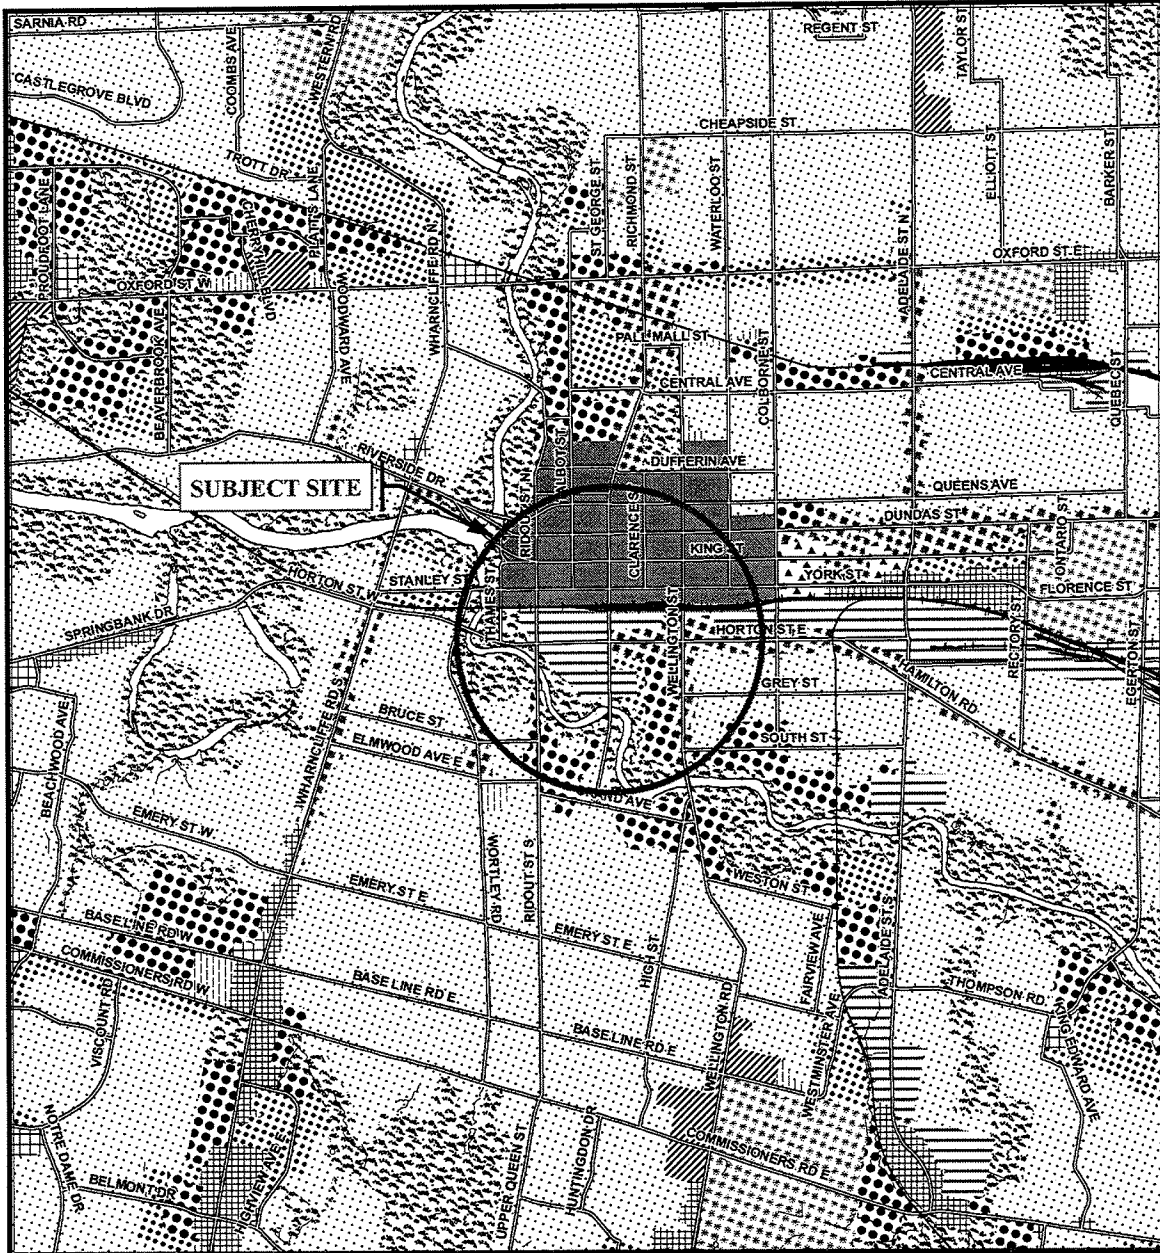 SARNIA RD
COOMBS AVE
WESTERN RD
REGENT ST
TAYLOR ST
CASTLEGROVE BLVD
CHEAPSIDE ST
TROTT DR
PLATT'S LANE
ST GEORGE ST
RICHMOND ST
WATERLOO ST
ELLIOTT ST
BARKER ST
PROUDFOOT LANE
WHARNCLIFFE RD N
ADELAIDE ST N
OXFORD ST E
OXFORD ST W
WOODWARD AVE
BEAVERBROOK AVE
PALL MALL ST
COLBORNE ST
CENTRAL AVE
CENTRAL AVE
QUEBEC ST
TALBOT ST
RIVERSIDE DR
DUFFERIN AVE
SUBJECT SITE
QUEENS AVE
RIDOUT ST N
CLARENCE ST
DUNDAS ST
ONTARIO ST
KING ST
STANLEY ST
YORK ST
HORTON ST W
THAMES ST
FLORENCE ST
SPRINGBANK DR
WELLINGTON ST
HORTON ST E
RECTORY ST
EGERTON ST
HAMILTON RD
GREY ST
WHARNCLIFFE RD S
BRUCE ST
SOUTH ST
ELMWOOD AVE E
BEACHWOOD AVE
GRAND AVE
EMERY ST W
WORTLEY RD
RIDOUT ST S
WESTON ST
EMERY ST E
ADELAIDE ST S
BASE LINE RD W
EMERY ST E
FAIRVIEW AVE
HIGH ST
COMMISSIONERS RD W
BASE LINE RD E
THOMPSON RD
VISCOUNT RD
WELLINGTON RD
KING EDWARD AVE
BASE LINE RD E
WESTMINSTER AVE
NOTRE DAME DR
UPPER QUEEN ST
HUNTINGDON DR
COMMISSIONERS RD E
BELMONT DR